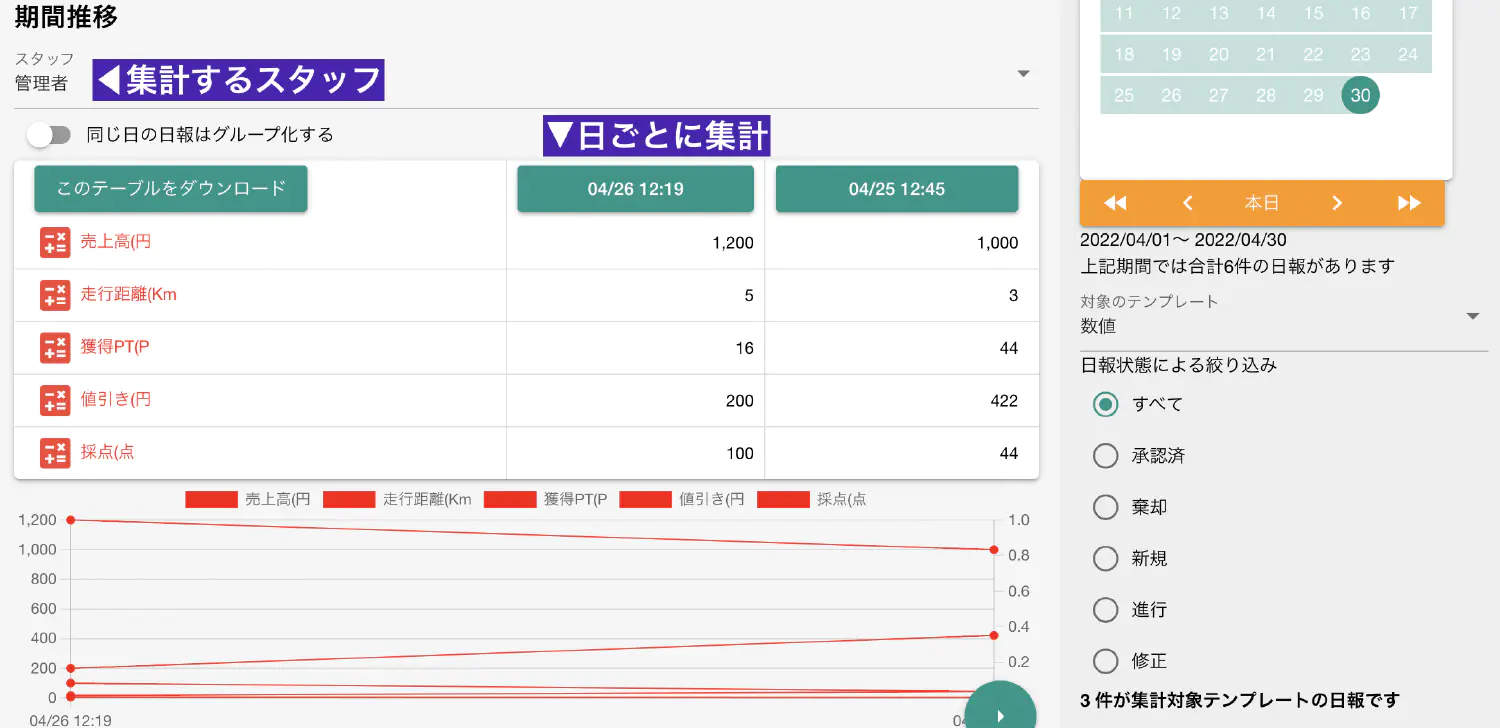 期間推移
スタッフ
管理者
◀集計するスタッフ
同じ日の日報はグループ化する
▼日ごとに集計
このテーブルをダウンロード 04/26 12:19 04/25 12:45
売上高(円 1,200 1,000
走行距離(Km 5 3
獲得PT(P 16 44
値引き(円 200 422
採点(点 100 44
売上高(円 走行距離(Km 獲得PT(P 値引き(円 採点(点
1,200
1,000
800
600
400
200
0
1.0
0.8
0.6
0.4
0.2
04/26 12:19
11 12 13 14 15 16 17
18 19 20 21 22 23 24
25 26 27 28 29 30
本日
2022/04/01〜 2022/04/30
上記期間では合計6件の日報があります
対象のテンプレート
数値
日報状態による絞り込み
すべて
承認済
棄却
新規
進行
修正
3 件が集計対象テンプレートの日報です